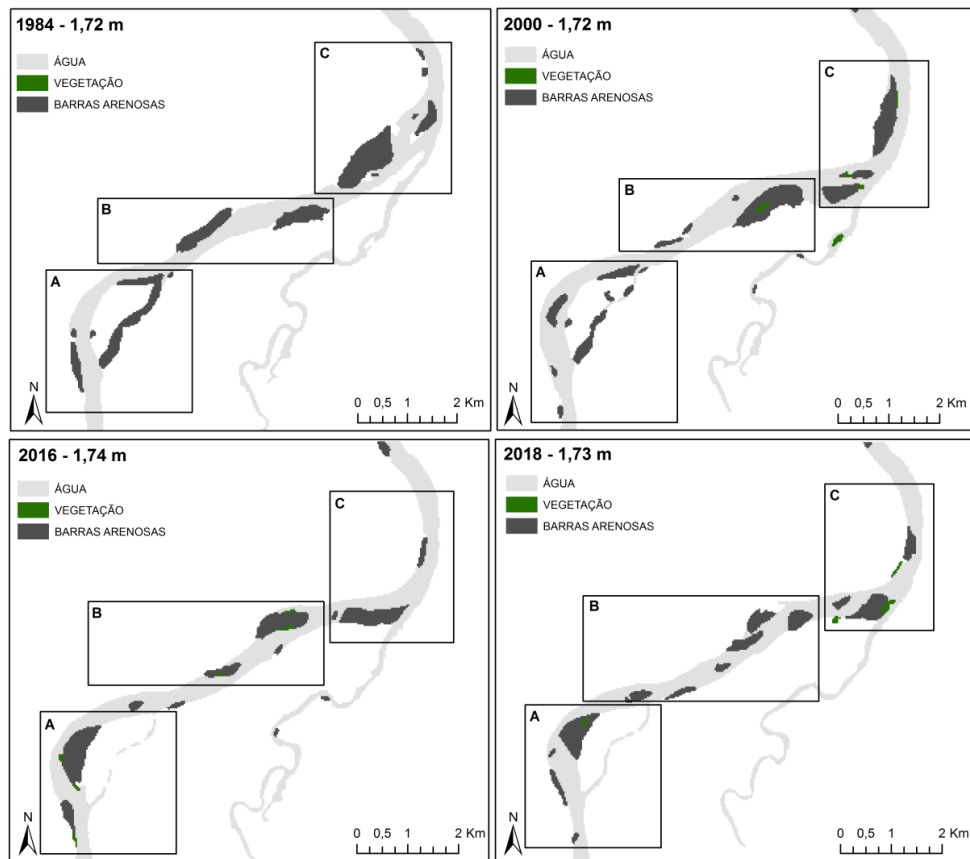 1984 - 1,72 m
ÁGUA
VEGETAÇÃO
BARRAS ARENOSAS
C
B
A
N
0 0,5 1 2 Km
2000 - 1,72 m
ÁGUA
VEGETAÇÃO
BARRAS ARENOSAS
C
B
A
N
0 0,5 1 2 Km
2016 - 1,74 m
ÁGUA
VEGETAÇÃO
BARRAS ARENOSAS
C
B
A
N
0 0,5 1 2 Km
2018 - 1,73 m
ÁGUA
VEGETAÇÃO
BARRAS ARENOSAS
C
B
A
N
0 0,5 1 2 Km